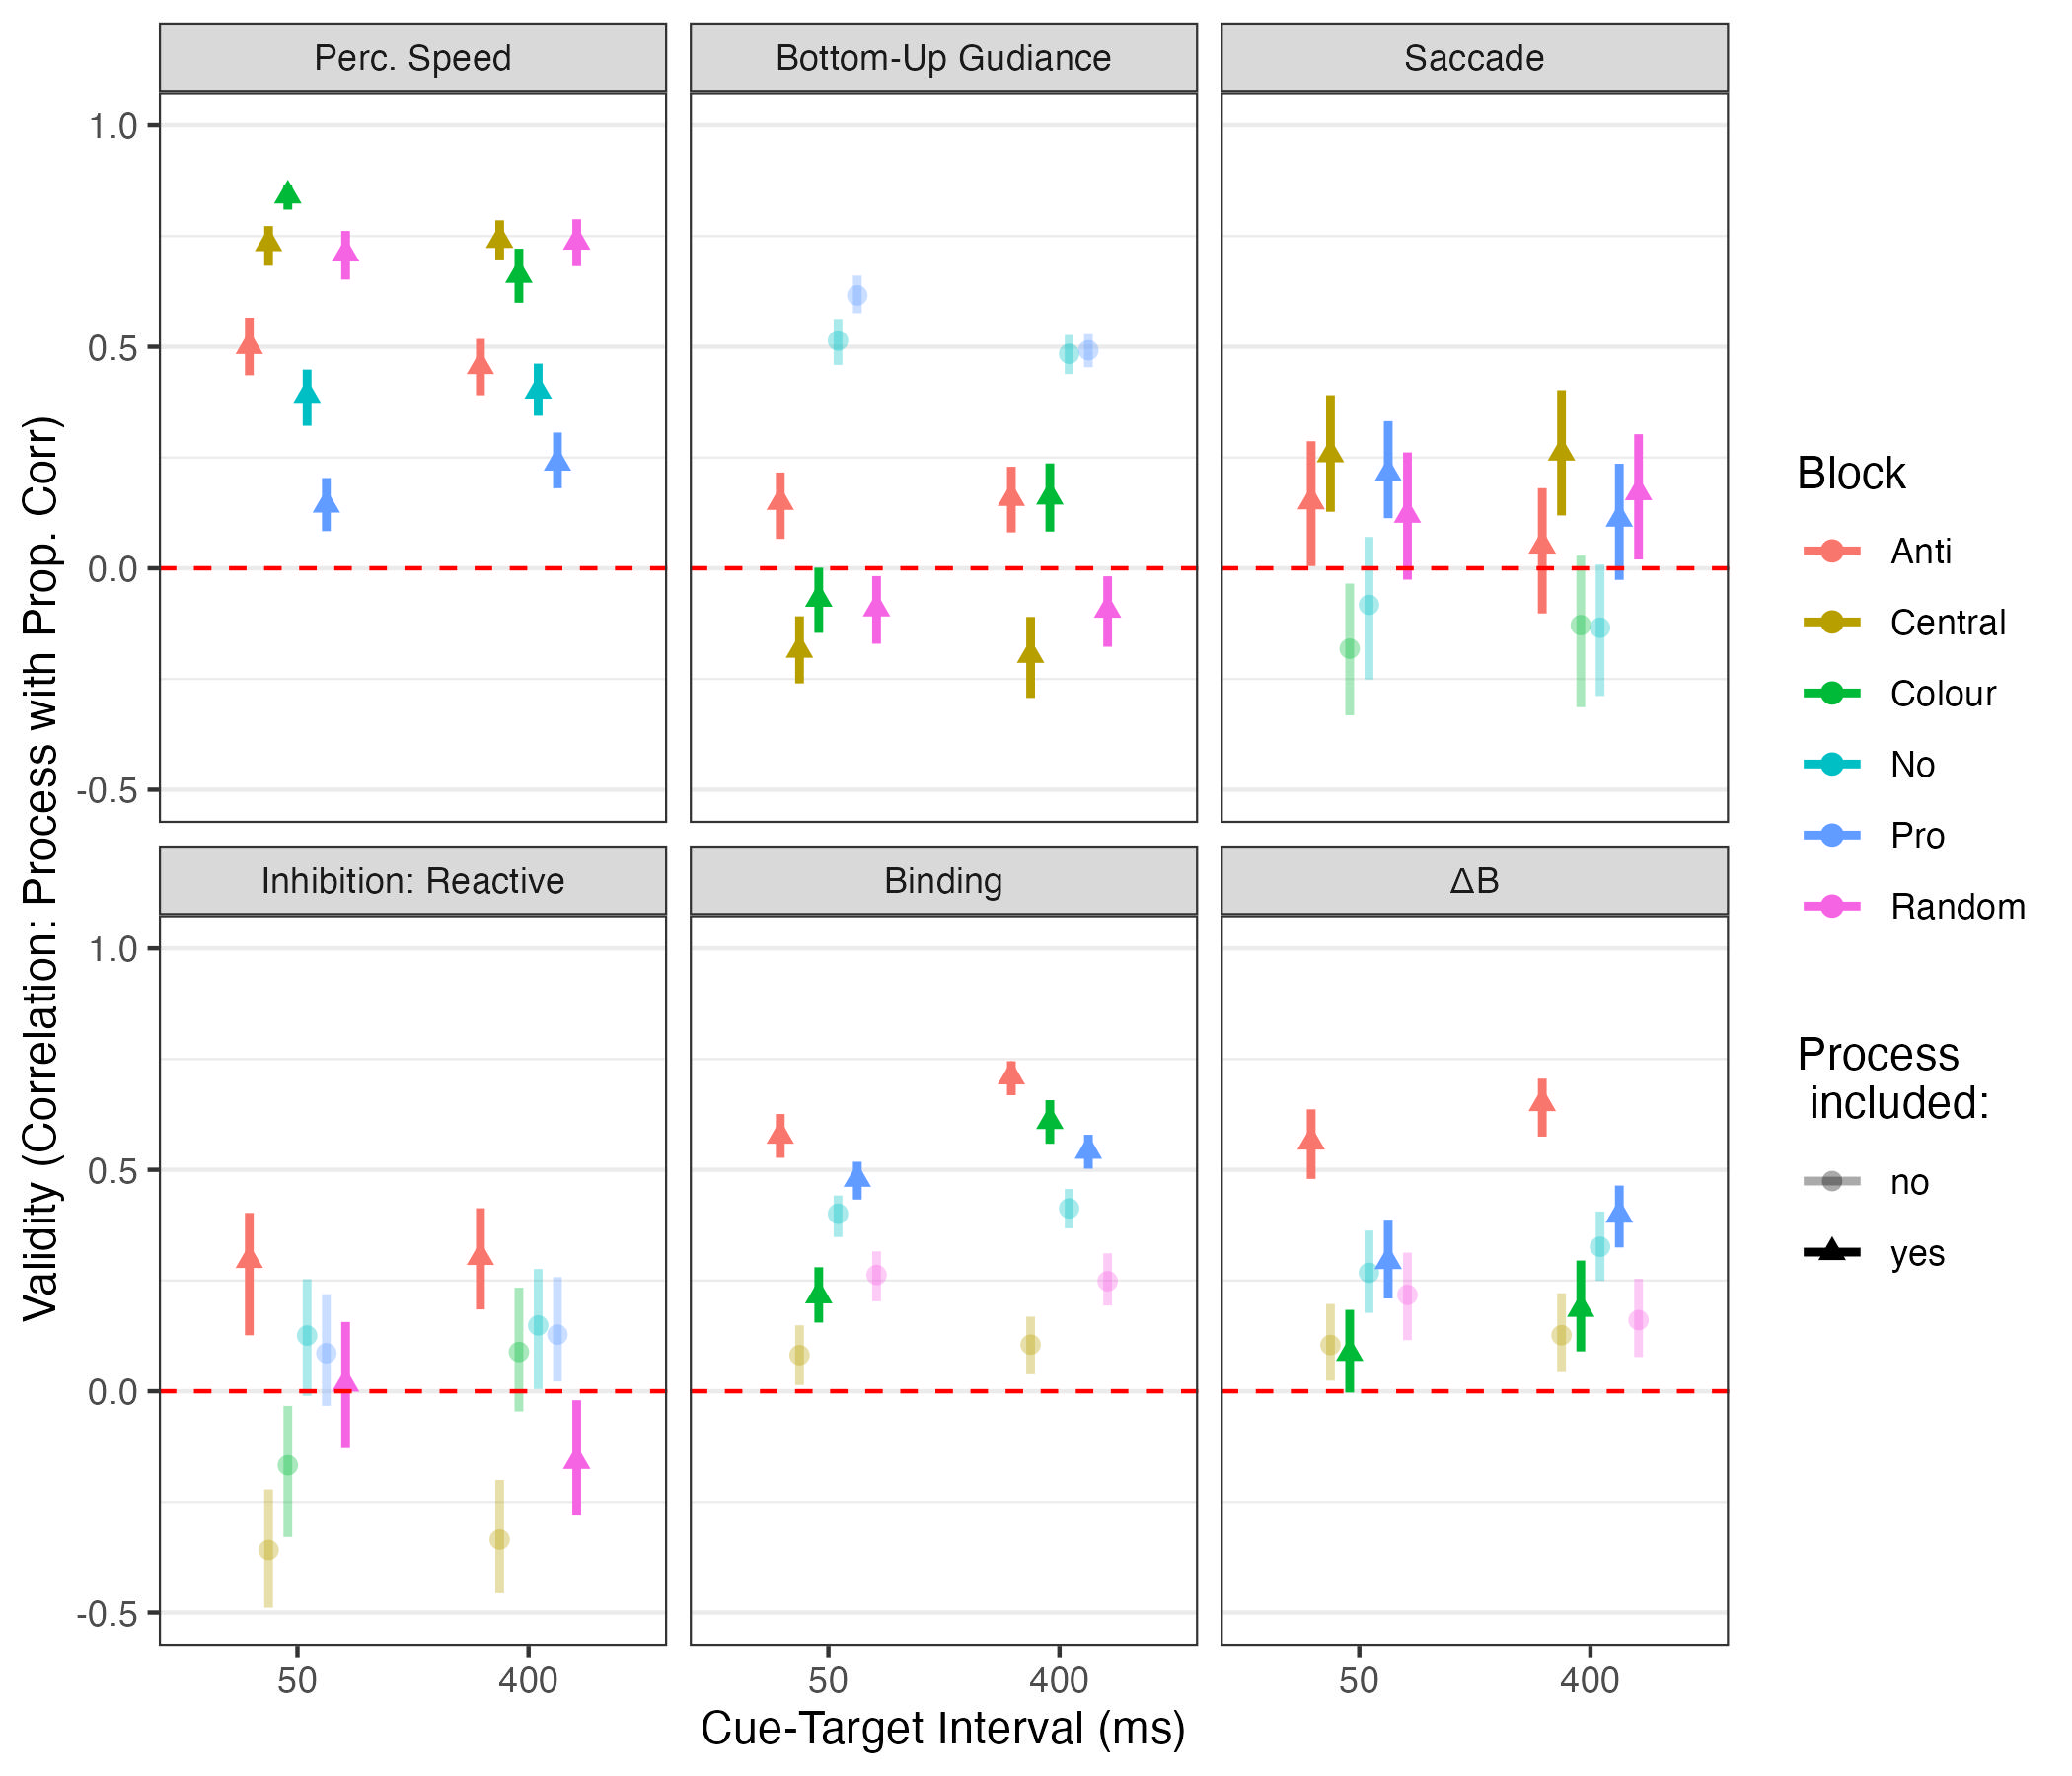 Perc. Speed
Bottom-Up Gudiance
Saccade
1.0
0.5
0.0
-0.5
Inhibition: Reactive
Binding
ΔB
1.0
0.5
0.0
-0.5
50
400
50
400
50
400
Cue-Target Interval (ms)
Validity (Correlation: Process with Prop. Corr)
Block
Anti
Central
Colour
No
Pro
Random
Process
included:
no
yes